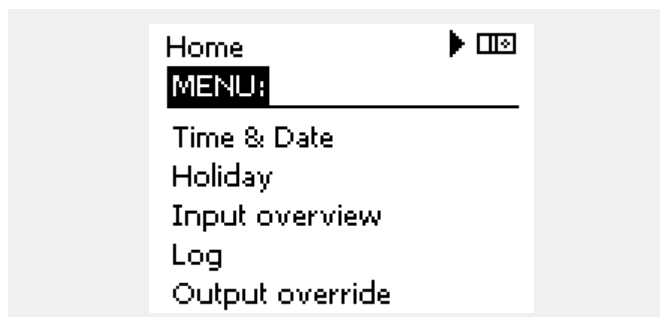 Home
MENU:
Time & Date
Holiday
Input overview
Log
Output override